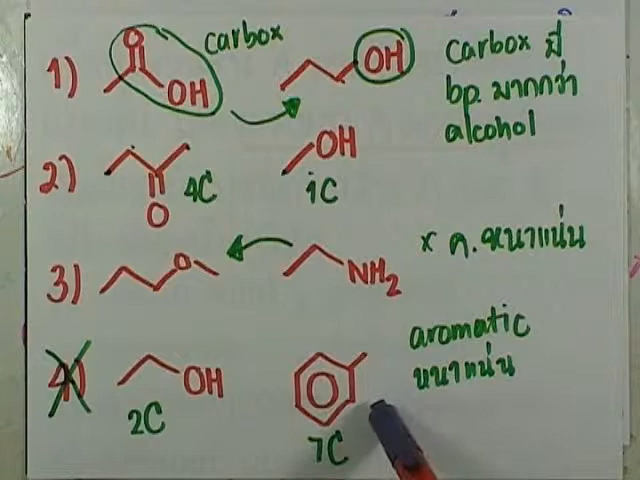 1) O OH carbox OH carbox มี
bp. มากกว่า
alcohol
2) O 4C OH 1C
3) O NH2 x ค. หนาแน่น
4) OH 2C 7C aromatic
หนาแน่น